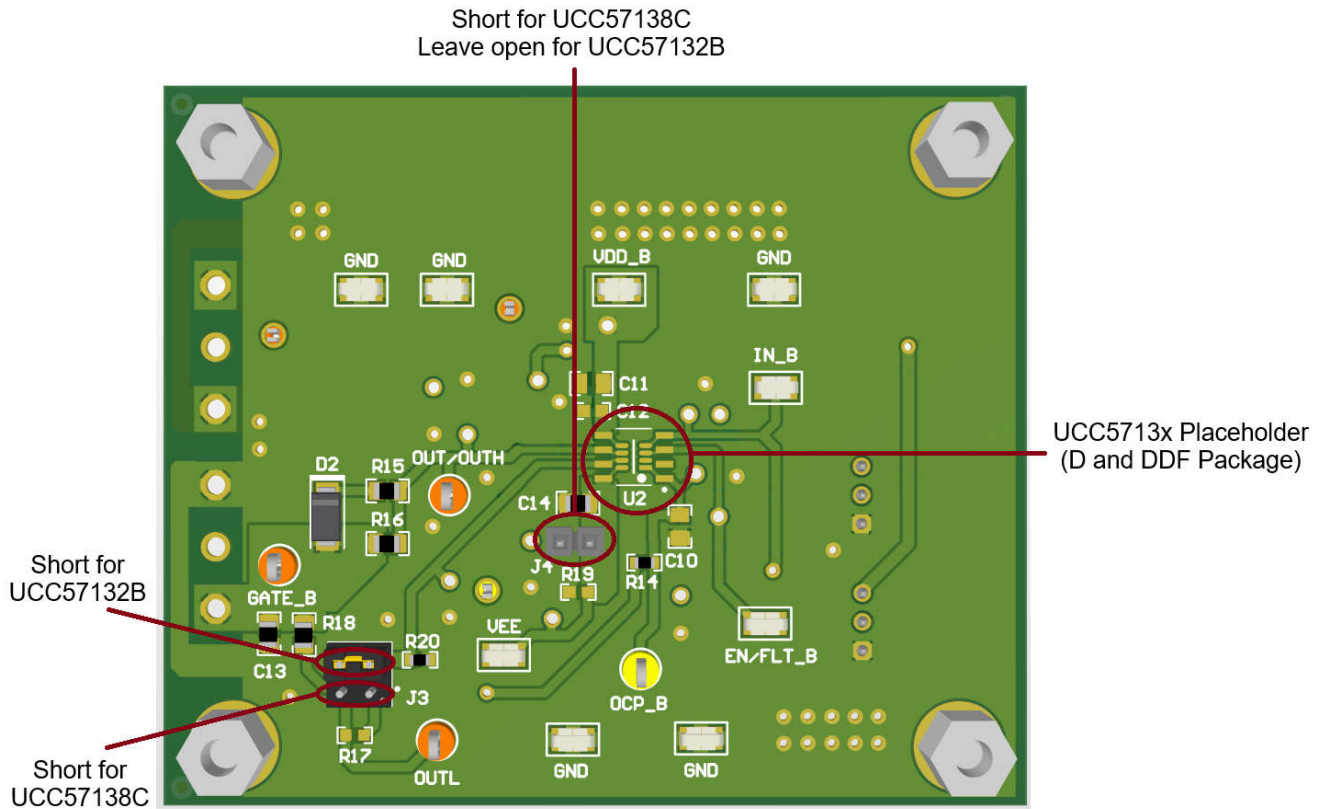 Short for UCC57138C
Leave open for UCC57132B
GND
GND
VDD_B
GND
IN_B
C11
C12
UCC5713x Placeholder
(D and DDF Package)
OUT/OUTH
D2
R15
U2
C14
R16
J4
C10
Short for
UCC57132B
R19
R14
GATE_B
R18
VEE
R20
EN/FLT_B
C13
J3
OCP_B
R17
Short for
UCC57138C
OUTL
GND
GND